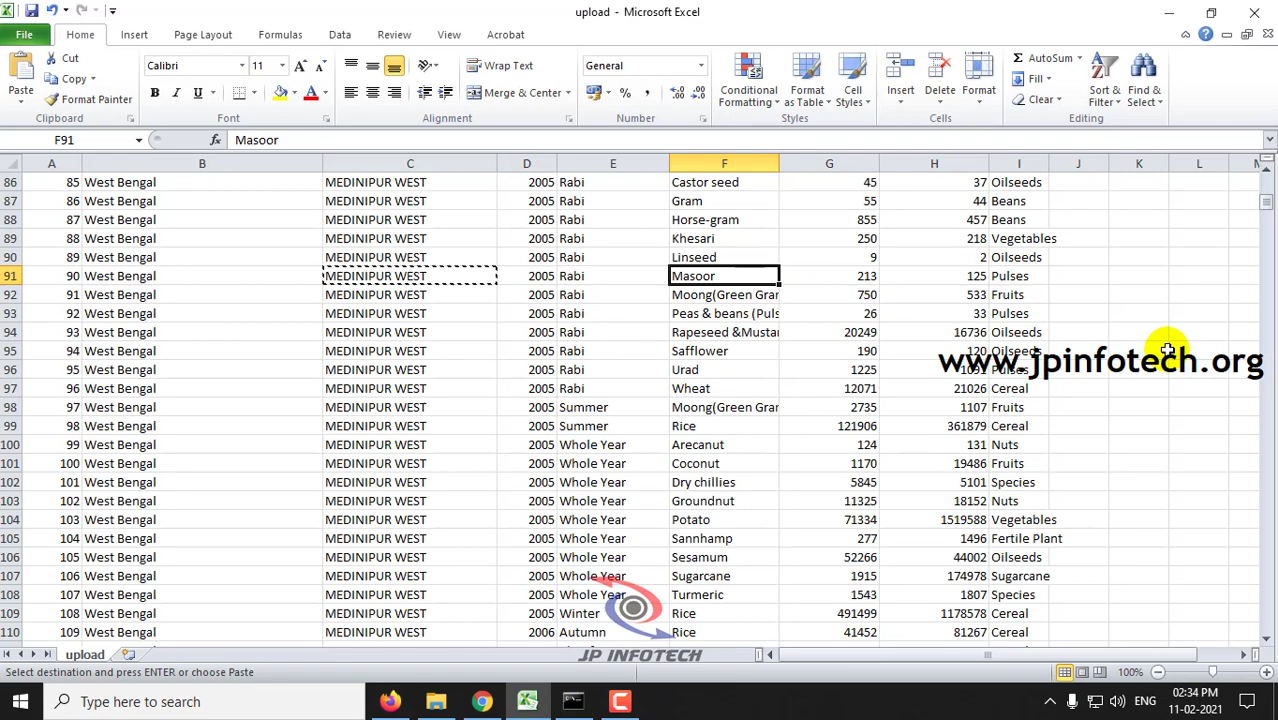 upload - Microsoft Excel
File Home Insert Page Layout Formulas Data Review View Acrobat
Paste Cut Copy Format Painter Clipboard
Calibri 11 B I U Font
Wrap Text Merge & Center Alignment
General % , Number
Conditional Formatting Format as Table Cell Styles Styles
Insert Delete Format Cells
AutoSum Fill Clear Sort & Filter Find & Select Editing
F91 fx Masoor
A B C D E F G H I J K L M
86 85 West Bengal MEDINIPUR WEST 2005 Rabi Castor seed 45 37 Oilseeds
87 86 West Bengal MEDINIPUR WEST 2005 Rabi Gram 55 44 Beans
88 87 West Bengal MEDINIPUR WEST 2005 Rabi Horse-gram 855 457 Beans
89 88 West Bengal MEDINIPUR WEST 2005 Rabi Khesari 250 218 Vegetables
90 89 West Bengal MEDINIPUR WEST 2005 Rabi Linseed 9 2 Oilseeds
91 90 West Bengal MEDINIPUR WEST 2005 Rabi Masoor 213 125 Pulses
92 91 West Bengal MEDINIPUR WEST 2005 Rabi Moong(Green Gran 750 533 Fruits
93 92 West Bengal MEDINIPUR WEST 2005 Rabi Peas & beans (Puls 26 33 Pulses
94 93 West Bengal MEDINIPUR WEST 2005 Rabi Rapeseed &Mustar 20249 16736 Oilseeds
95 94 West Bengal MEDINIPUR WEST 2005 Rabi Safflower 190 120 Oilseeds
www.jpinfotech.org
96 95 West Bengal MEDINIPUR WEST 2005 Rabi Urad 1225 Pulses
97 96 West Bengal MEDINIPUR WEST 2005 Rabi Wheat 12071 21026 Cereal
98 97 West Bengal MEDINIPUR WEST 2005 Summer Moong(Green Gran 2735 1107 Fruits
99 98 West Bengal MEDINIPUR WEST 2005 Summer Rice 121906 361879 Cereal
100 99 West Bengal MEDINIPUR WEST 2005 Whole Year Arecanut 124 131 Nuts
101 100 West Bengal MEDINIPUR WEST 2005 Whole Year Coconut 1170 19486 Fruits
102 101 West Bengal MEDINIPUR WEST 2005 Whole Year Dry chillies 5845 5101 Species
103 102 West Bengal MEDINIPUR WEST 2005 Whole Year Groundnut 11325 18152 Nuts
104 103 West Bengal MEDINIPUR WEST 2005 Whole Year Potato 71334 1519588 Vegetables
105 104 West Bengal MEDINIPUR WEST 2005 Whole Year Sannhamp 277 1496 Fertile Plant
106 105 West Bengal MEDINIPUR WEST 2005 Whole Year Sesamum 52266 44002 Oilseeds
107 106 West Bengal MEDINIPUR WEST 2005 Whole Year Sugarcane 1915 174978 Sugarcane
108 107 West Bengal MEDINIPUR WEST 2005 Whole Year Turmeric 1543 1807 Species
109 108 West Bengal MEDINIPUR WEST 2005 Winter Rice 491499 1178578 Cereal
110 109 West Bengal MEDINIPUR WEST 2006 Autumn Rice 41452 81267 Cereal
upload
JP INFOTECH
Select destination and press ENTER or choose Paste 100%
Type here to search ENG 02:34 PM
11-02-2021